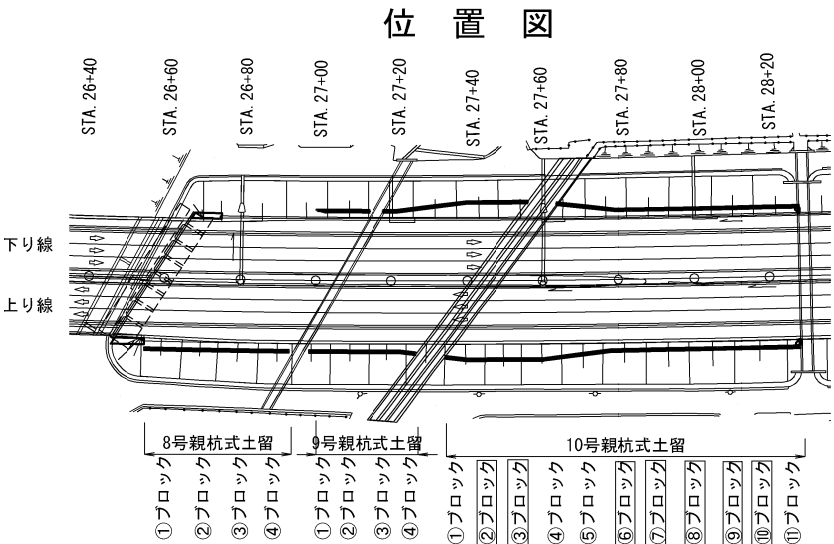 位置図
STA. 26+40
STA. 26+60
STA. 26+80
STA. 27+00
STA. 27+20
STA. 27+40
STA. 27+60
STA. 27+80
STA. 28+00
STA. 28+20
下り線
上り線
8号親杭式土留
9号親杭式土留
10号親杭式土留
①ブロック
②ブロック
③ブロック
④ブロック
①ブロック
②ブロック
③ブロック
④ブロック
①ブロック
②ブロック
③ブロック
④ブロック
⑤ブロック
⑥ブロック
⑦ブロック
⑧ブロック
⑨ブロック
⑩ブロック
⑪ブロック